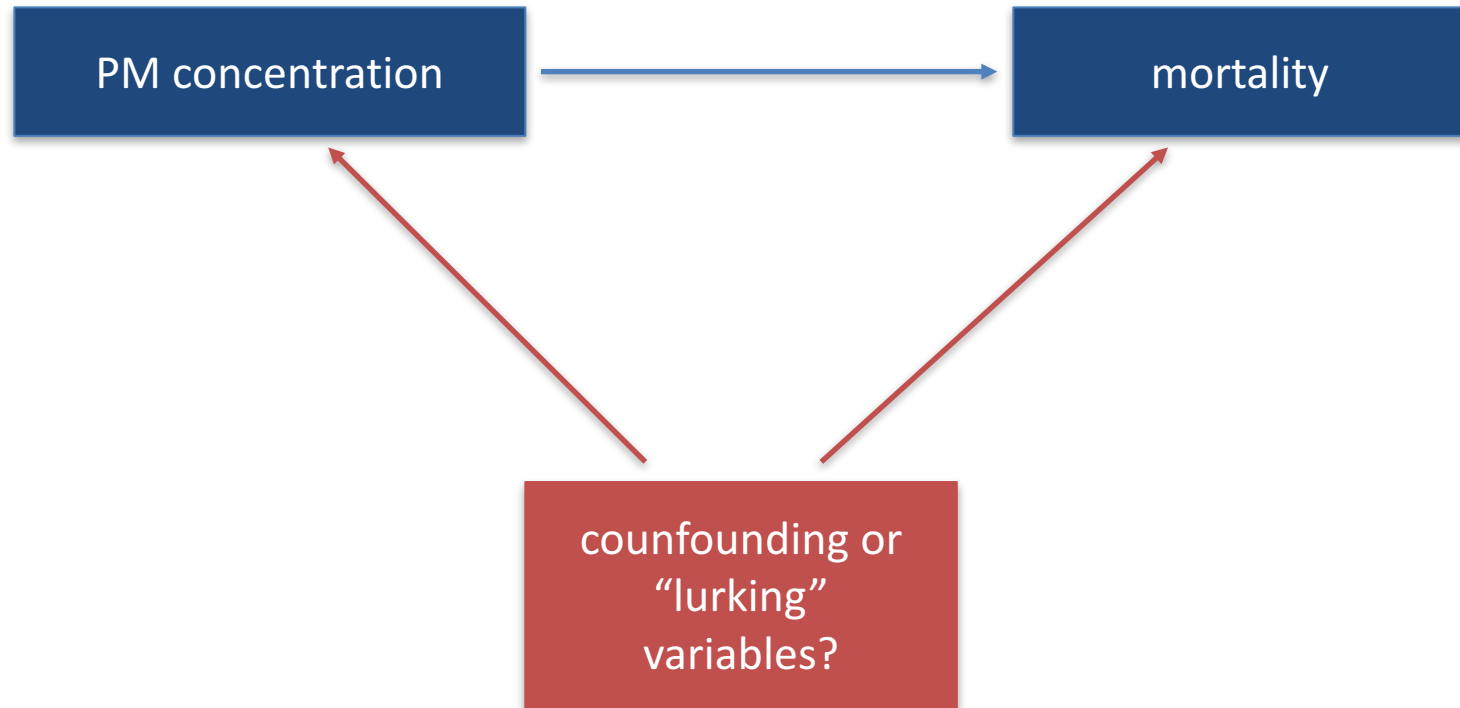 PM concentration
mortality
counfounding or
“lurking”
variables?